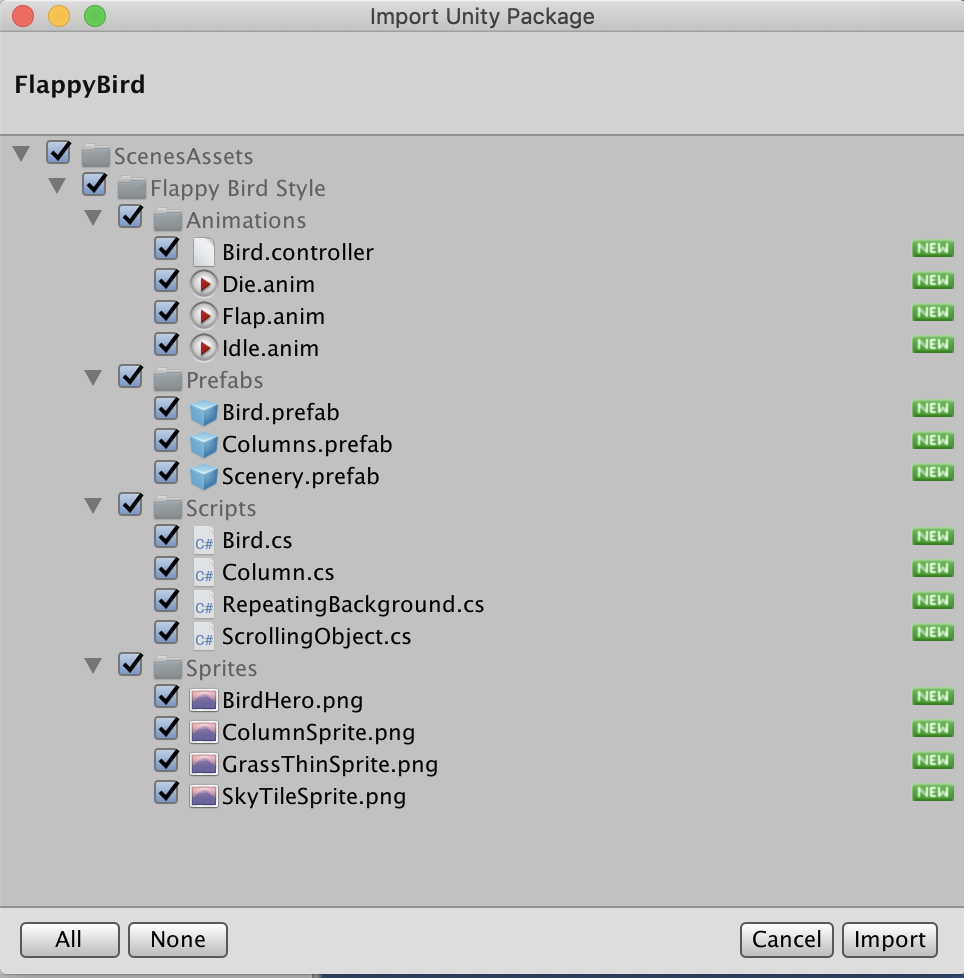 Import Unity Package
FlappyBird
ScenesAssets
Flappy Bird Style
Animations
Bird.controller NEW
Die.anim NEW
Flap.anim NEW
Idle.anim NEW
Prefabs
Bird.prefab NEW
Columns.prefab NEW
Scenery.prefab NEW
Scripts
C# Bird.cs NEW
C# Column.cs NEW
C# RepeatingBackground.cs NEW
C# ScrollingObject.cs NEW
Sprites
BirdHero.png NEW
ColumnSprite.png NEW
GrassThinSprite.png NEW
SkyTileSprite.png NEW
All None Cancel Import